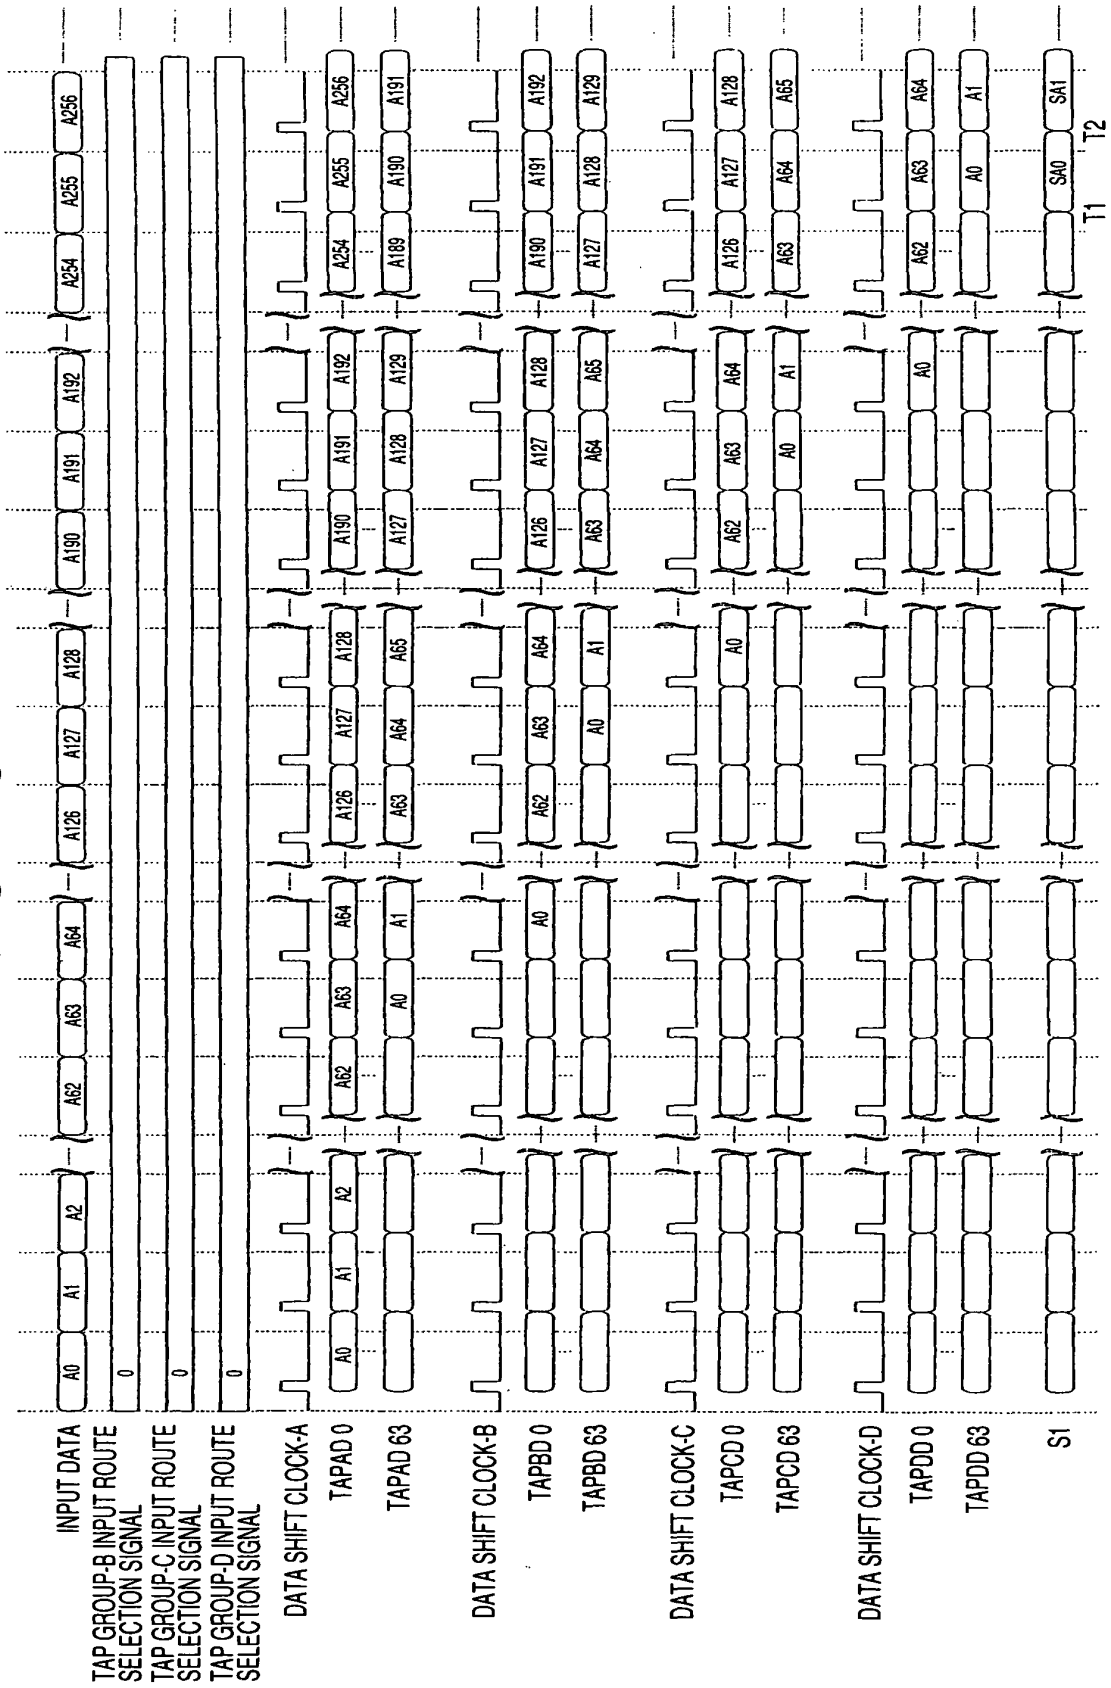 INPUT DATA A0 A1 A2 A62 A63 A64 A126 A127 A128 A190 A191 A192 A254 A255 A256
TAP GROUP-B INPUT ROUTE
SELECTION SIGNAL 0
TAP GROUP-C INPUT ROUTE
SELECTION SIGNAL 0
TAP GROUP-D INPUT ROUTE
SELECTION SIGNAL 0
DATA SHIFT CLOCK-A
TAPAD 0 A0 A1 A2 A62 A63 A64 A126 A127 A128 A190 A191 A192 A254 A255 A256
TAPAD 63 A0 A1 A63 A64 A65 A127 A128 A129 A189 A190 A191
DATA SHIFT CLOCK-B
TAPBD 0 A0 A62 A63 A64 A126 A127 A128 A190 A191 A192
TAPBD 63 A0 A1 A63 A64 A65 A127 A128 A129
DATA SHIFT CLOCK-C
TAPCD 0 A0 A62 A63 A64 A126 A127 A128
TAPCD 63 A0 A1 A63 A64 A65
DATA SHIFT CLOCK-D
TAPDD 0 A0 A62 A63 A64
TAPDD 63 A0 A1
S1 SA0 SA1
T1 T2